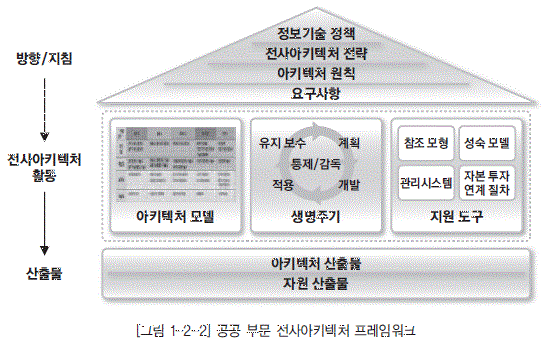 방향/지침
정보기술 정책
전사아키텍처 전략
아키텍처 원칙
요구사항
전사아키텍처
활동
아키텍처 모델
유지 보수
계획
통제/감독
적용
개발
생명주기
참조 모형
성숙 모델
관리시스템
자본 투자
연계 절차
지원 도구
산출물
아키텍처 산출물
자원 산출물
[그림 1-2-2] 공공 부문 전사아키텍처 프레임워크